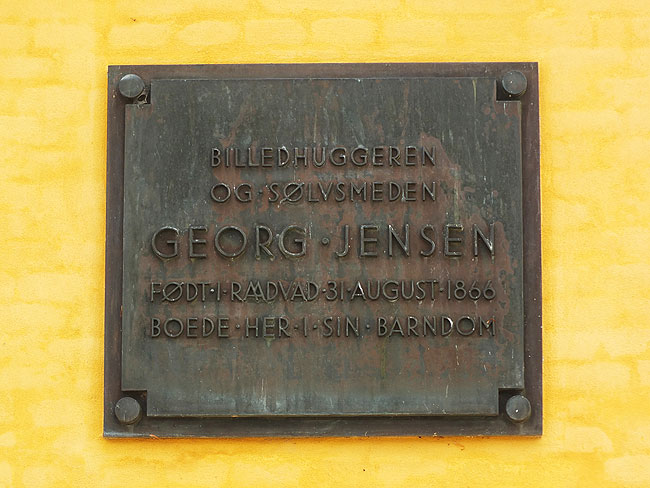 BILLEDHUGGEREN
OG · SØLVSMEDEN
GEORG · JENSEN
FØDT · I · RAADVAD · 31 · AUGUST · 1866
BOEDE · HER · I · SIN · BARNDOM